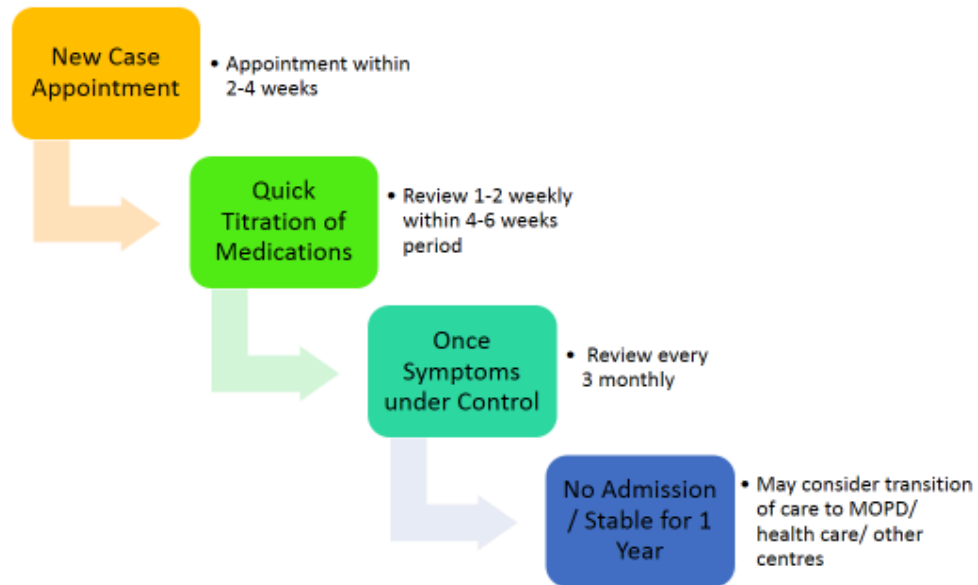 New Case
Appointment
• Appointment within
2-4 weeks
Quick
Titration of
Medications
• Review 1-2 weekly
within 4-6 weeks
period
Once
Symptoms
under Control
• Review every
3 monthly
No Admission
/ Stable for 1
Year
• May consider transition
of care to MOPD/
health care/ other
centres